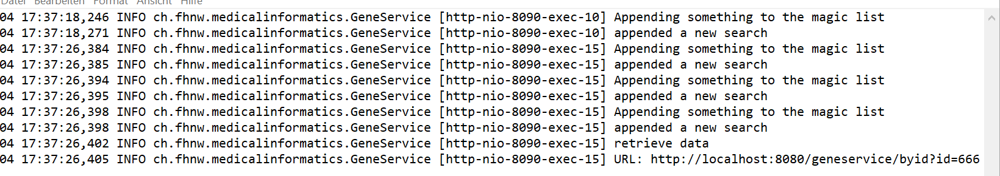 Datei Bearbeiten Format Ansicht Hilfe
04 17:37:18,246 INFO ch.fhnw.medicalinformatics.GeneService [http-nio-8090-exec-10] Appending something to the magic list
04 17:37:18,271 INFO ch.fhnw.medicalinformatics.GeneService [http-nio-8090-exec-10] appended a new search
04 17:37:26,384 INFO ch.fhnw.medicalinformatics.GeneService [http-nio-8090-exec-15] Appending something to the magic list
04 17:37:26,385 INFO ch.fhnw.medicalinformatics.GeneService [http-nio-8090-exec-15] appended a new search
04 17:37:26,394 INFO ch.fhnw.medicalinformatics.GeneService [http-nio-8090-exec-15] Appending something to the magic list
04 17:37:26,395 INFO ch.fhnw.medicalinformatics.GeneService [http-nio-8090-exec-15] appended a new search
04 17:37:26,398 INFO ch.fhnw.medicalinformatics.GeneService [http-nio-8090-exec-15] Appending something to the magic list
04 17:37:26,398 INFO ch.fhnw.medicalinformatics.GeneService [http-nio-8090-exec-15] appended a new search
04 17:37:26,402 INFO ch.fhnw.medicalinformatics.GeneService [http-nio-8090-exec-15] retrieve data
04 17:37:26,405 INFO ch.fhnw.medicalinformatics.GeneService [http-nio-8090-exec-15] URL: http://localhost:8080/geneservice/byid?id=666